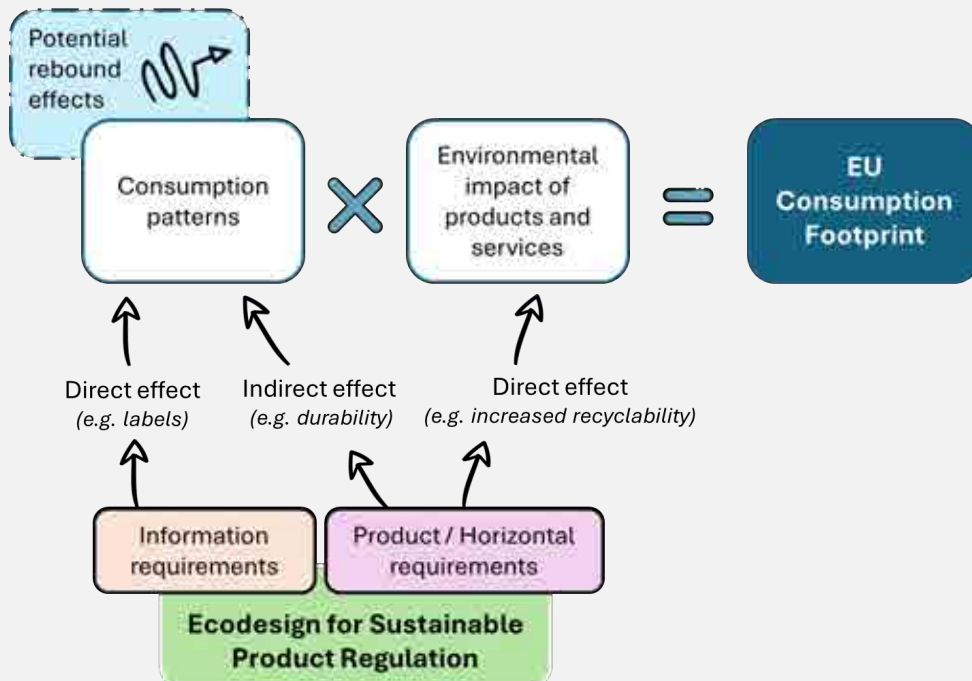 Potential
rebound
effects
Consumption
patterns
Environmental
impact of
products and
services
EU
Consumption
Footprint
Direct effect
(e.g. labels)
Indirect effect
(e.g. durability)
Direct effect
(e.g. increased recyclability)
Information
requirements
Product / Horizontal
requirements
Ecodesign for Sustainable
Product Regulation